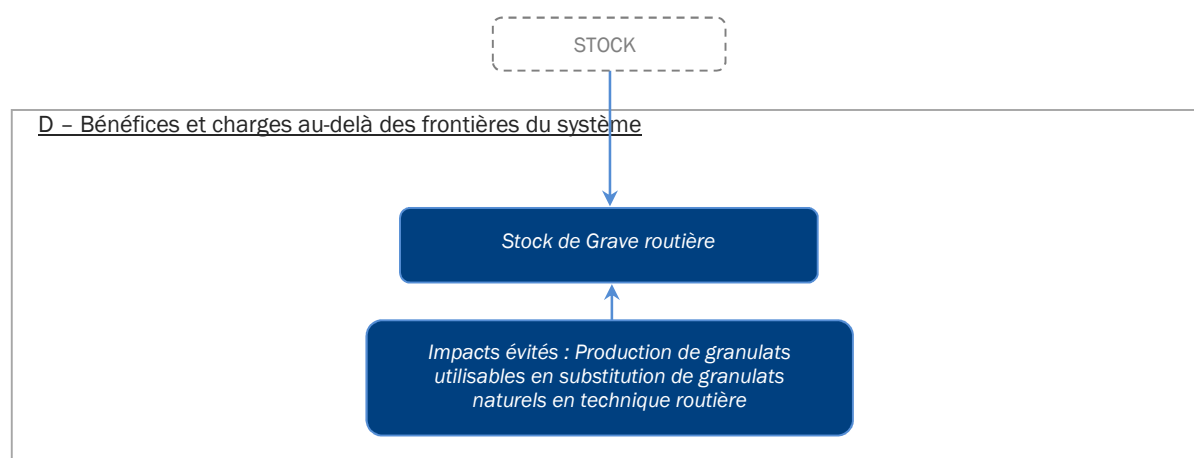 STOCK
D – Bénéfices et charges au-delà des frontières du système
Stock de Grave routière
Impacts évités : Production de granulats
utilisables en substitution de granulats
naturels en technique routière